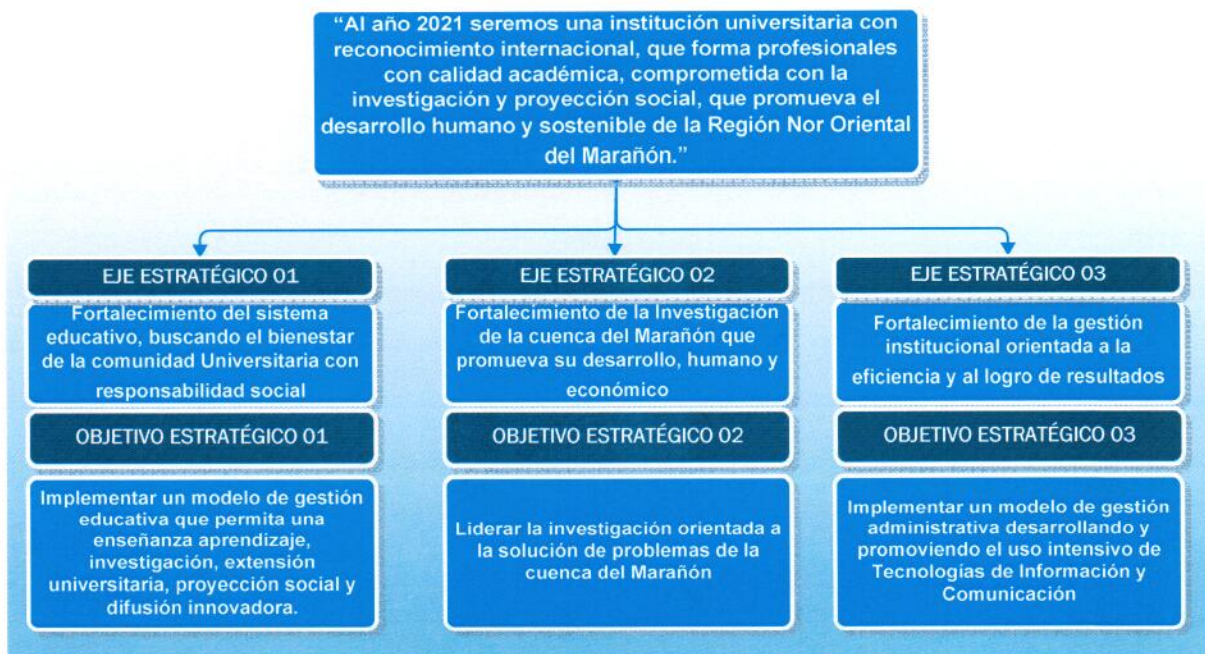 “Al año 2021 seremos una institución universitaria con
reconocimiento internacional, que forma profesionales
con calidad académica, comprometida con la
investigación y proyección social, que promueva el
desarrollo humano y sostenible de la Región Nor Oriental
del Marañón.”
EJE ESTRATÉGICO 01
Fortalecimiento del sistema
educativo, buscando el bienestar
de la comunidad Universitaria con
responsabilidad social
OBJETIVO ESTRATÉGICO 01
Implementar un modelo de gestión
educativa que permita una
enseñanza aprendizaje,
investigación, extensión
universitaria, proyección social y
difusión innovadora.
EJE ESTRATÉGICO 02
Fortalecimiento de la Investigación
de la cuenca del Marañón que
promueva su desarrollo, humano y
económico
OBJETIVO ESTRATÉGICO 02
Liderar la investigación orientada a
la solución de problemas de la
cuenca del Marañón
EJE ESTRATÉGICO 03
Fortalecimiento de la gestión
institucional orientada a la
eficiencia y al logro de resultados
OBJETIVO ESTRATÉGICO 03
Implementar un modelo de gestión
administrativa desarrollando y
promoviendo el uso intensivo de
Tecnologías de Información y
Comunicación